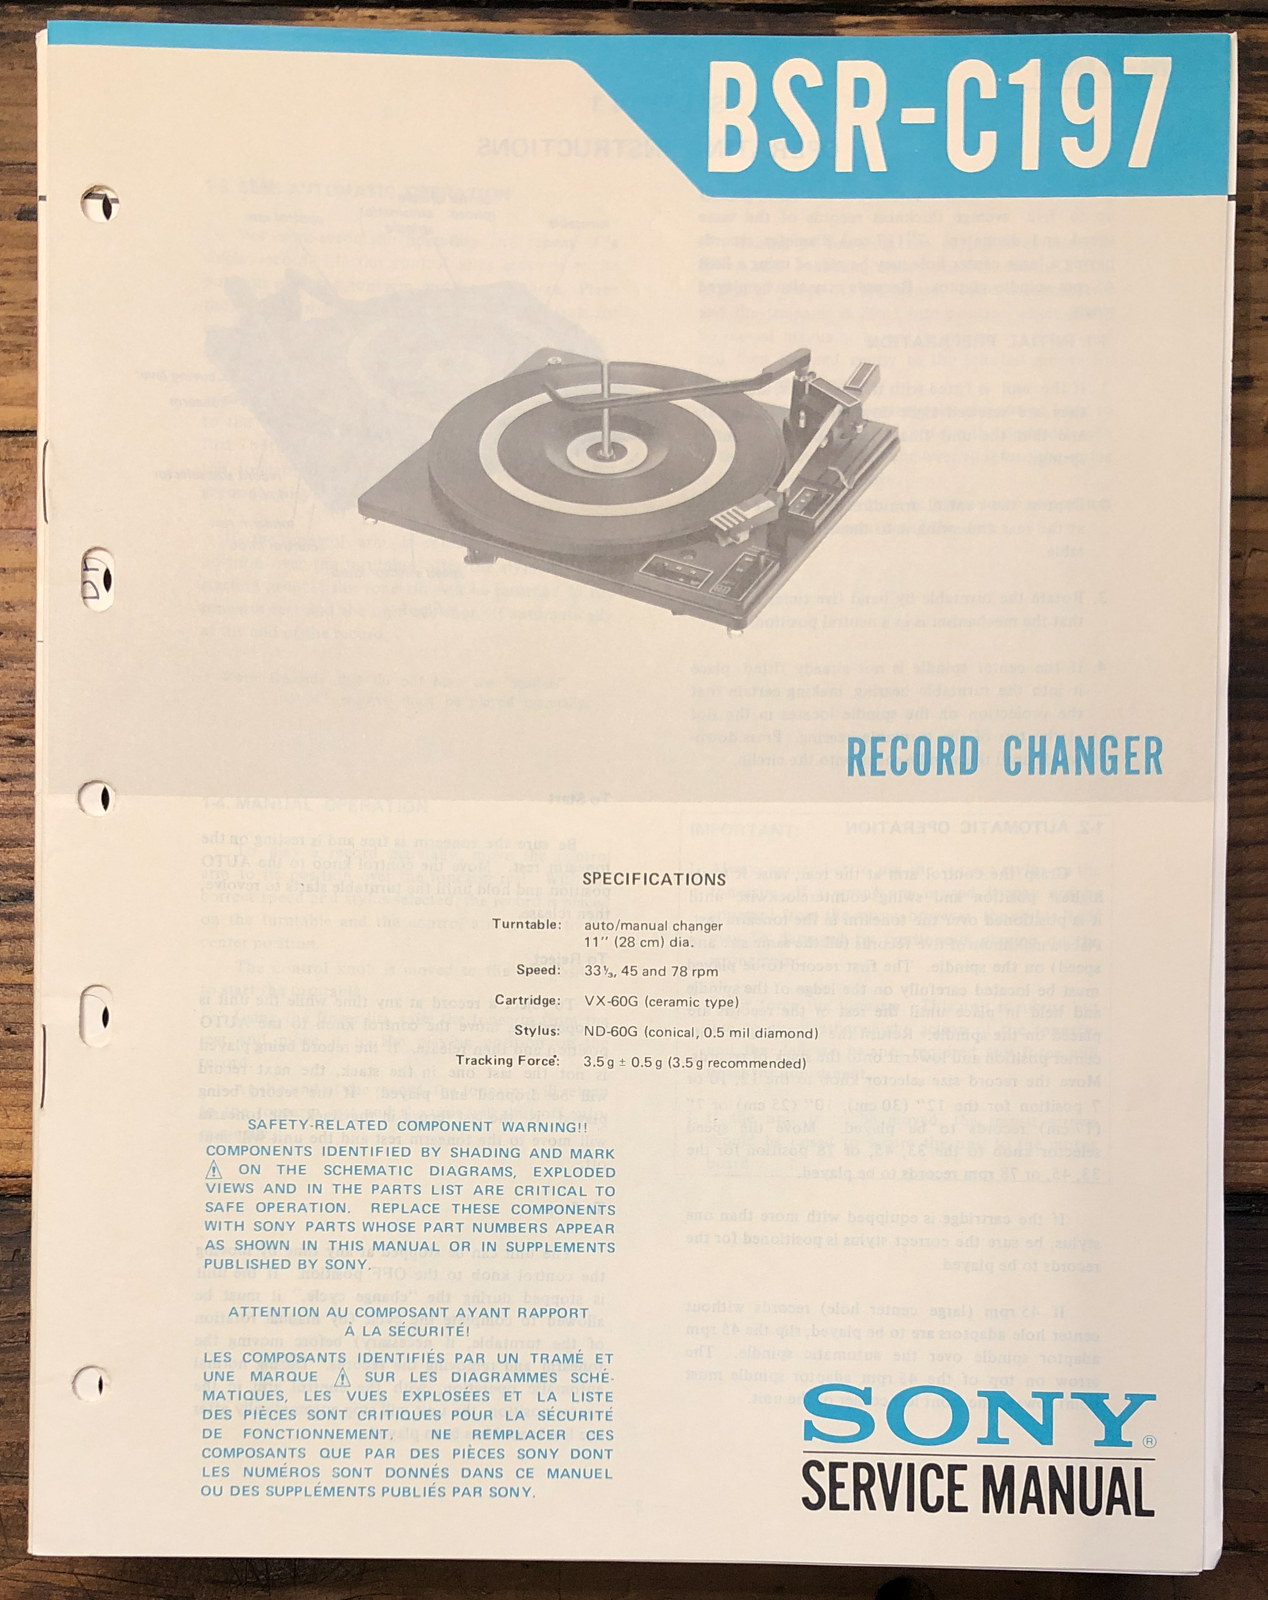 BSR-C197
RECORD CHANGER
SPECIFICATIONS
Turntable: auto/manual changer
11″ (28 cm) dia.
Speed: 33⅓, 45 and 78 rpm
Cartridge: VX-60G (ceramic type)
Stylus: ND-60G (conical, 0.5 mil diamond)
Tracking Force: 3.5g ± 0.5g (3.5g recommended)
SAFETY-RELATED COMPONENT WARNING!!
COMPONENTS IDENTIFIED BY SHADING AND MARK
⚠ ON THE SCHEMATIC DIAGRAMS, EXPLODED
VIEWS AND IN THE PARTS LIST ARE CRITICAL TO
SAFE OPERATION. REPLACE THESE COMPONENTS
WITH SONY PARTS WHOSE PART NUMBERS APPEAR
AS SHOWN IN THIS MANUAL OR IN SUPPLEMENTS
PUBLISHED BY SONY.
ATTENTION AU COMPOSANT AYANT RAPPORT
À LA SÉCURITÉ!
LES COMPOSANTS IDENTIFIÉS PAR UN TRAMÉ ET
UNE MARQUE ⚠ SUR LES DIAGRAMMES SCHÉ-
MATIQUES, LES VUES EXPLOSÉES ET LA LISTE
DES PIÈCES SONT CRITIQUES POUR LA SÉCURITÉ
DE FONCTIONNEMENT. NE REMPLACER CES
COMPOSANTS QUE PAR DES PIÈCES SONY DONT
LES NUMÉROS SONT DONNÉS DANS CE MANUEL
OU DES SUPPLÉMENTS PUBLIÉS PAR SONY.
SONY®
SERVICE MANUAL